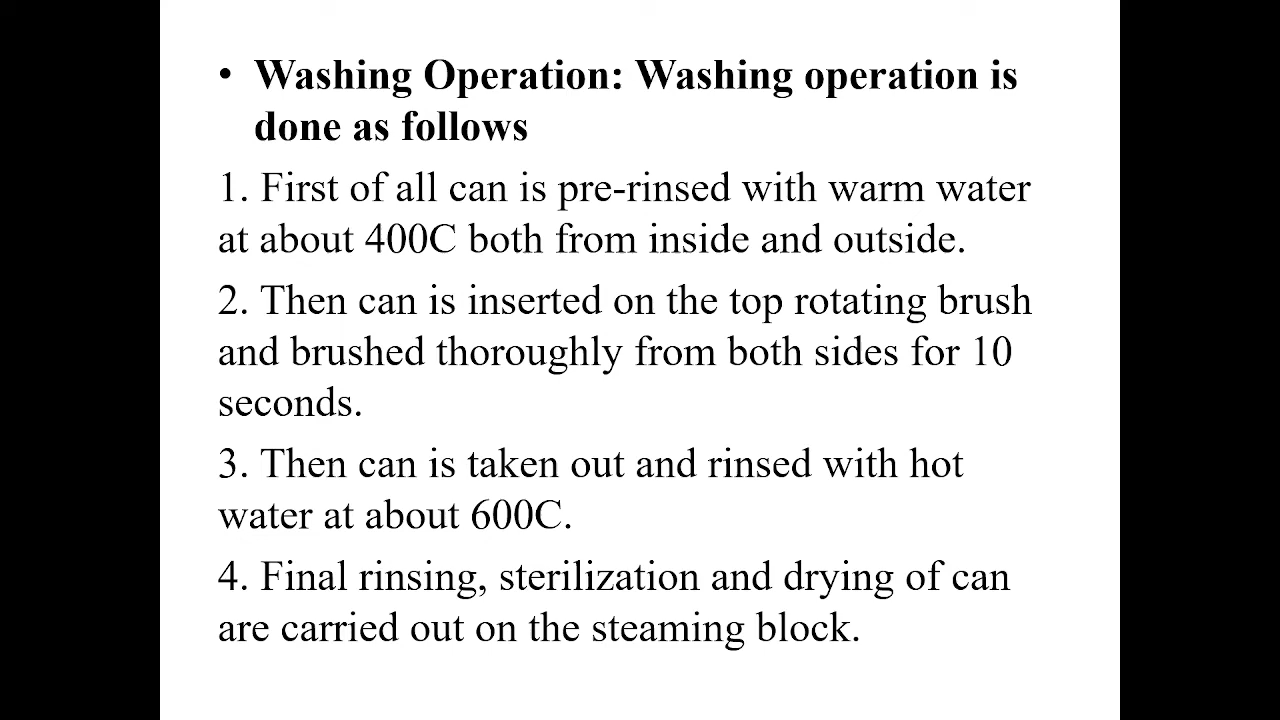 • Washing Operation: Washing operation is
done as follows
1. First of all can is pre-rinsed with warm water
at about 400C both from inside and outside.
2. Then can is inserted on the top rotating brush
and brushed thoroughly from both sides for 10
seconds.
3. Then can is taken out and rinsed with hot
water at about 600C.
4. Final rinsing, sterilization and drying of can
are carried out on the steaming block.